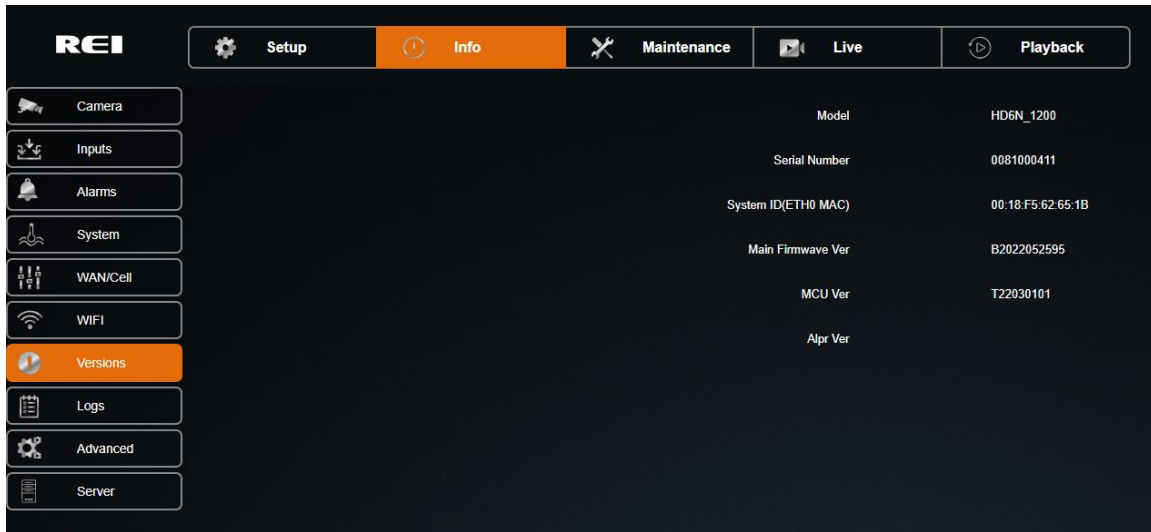 REI
Setup
Info
Maintenance
Live
Playback
Camera
Inputs
Alarms
System
WAN/Cell
WIFI
Versions
Logs
Advanced
Server
Model HD6N_1200
Serial Number 0081000411
System ID(ETH0 MAC) 00:18:F5:62:65:1B
Main Firmwave Ver B2022052595
MCU Ver T22030101
Alpr Ver